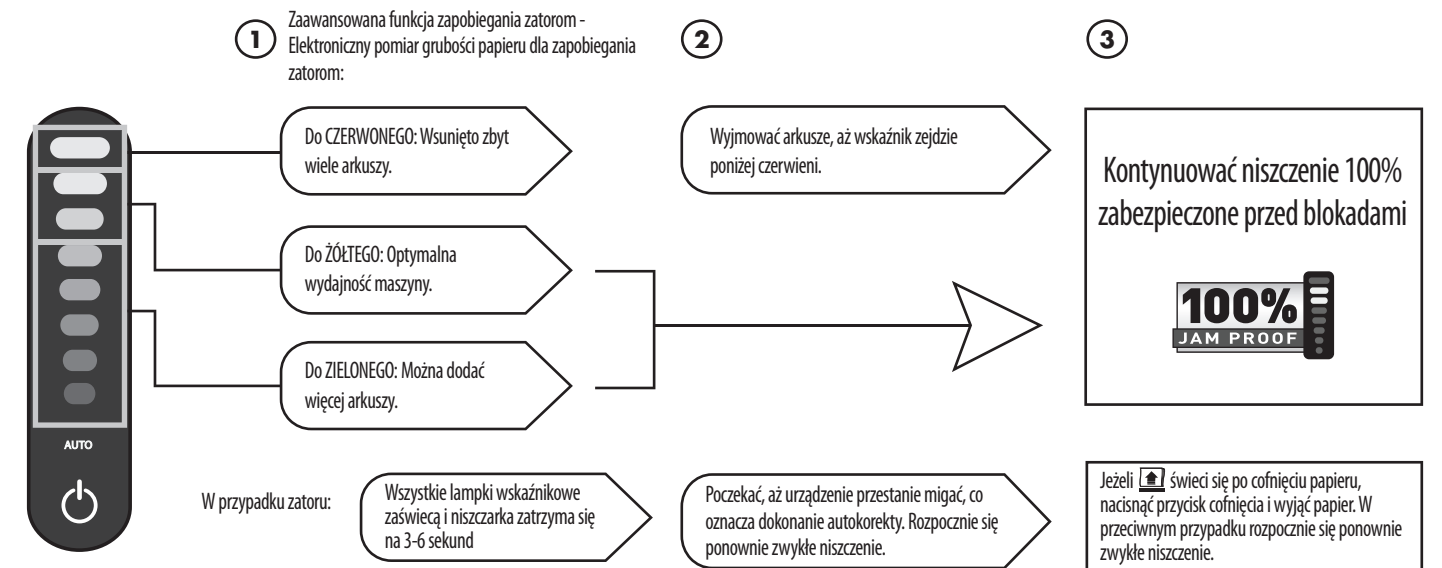 1
Zaawansowana funkcja zapobiegania zatorom -
Elektroniczny pomiar grubości papieru dla zapobiegania
zatorom:
2
3
Do CZERWONEGO: Wsunięto zbyt
wiele arkuszy.
Wyjmować arkusze, aż wskaźnik zejdzie
poniżej czerwieni.
Kontynuować niszczenie 100%
zabezpieczone przed blokadami
Do ŻÓŁTEGO: Optymalna
wydajność maszyny.
100%
JAM PROOF
Do ZIELONEGO: Można dodać
więcej arkuszy.
AUTO
W przypadku zatoru:
Wszystkie lampki wskaźnikowe
zaświecą i niszczarka zatrzyma się
na 3-6 sekund
Poczekać, aż urządzenie przestanie migać, co
oznacza dokonanie autokorekty. Rozpocznie się
ponownie zwykłe niszczenie.
Jeżeli świeci się po cofnięciu papieru,
nacisnąć przycisk cofnięcia i wyjąć papier. W
przeciwnym przypadku rozpocznie się ponownie
zwykłe niszczenie.